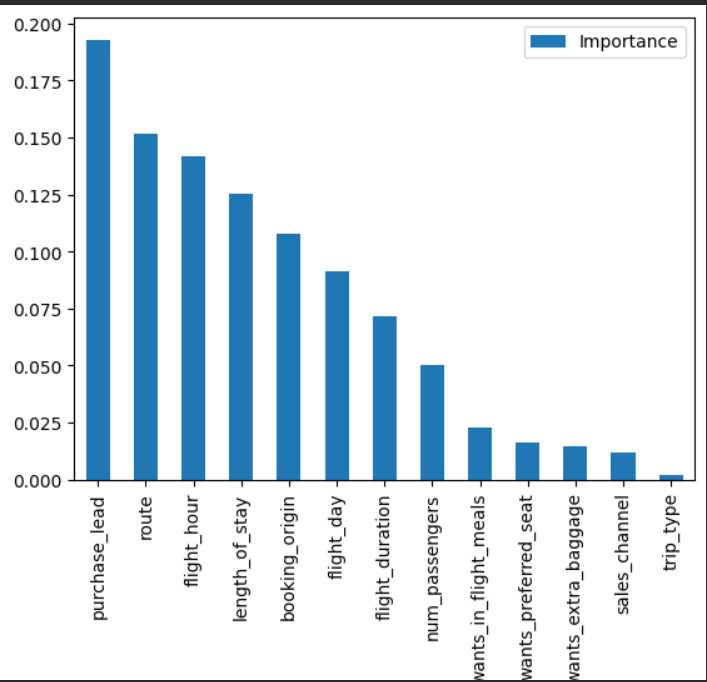 0.200
0.175
0.150
0.125
0.100
0.075
0.050
0.025
0.000
Importance
purchase_lead
route
flight_hour
length_of_stay
booking_origin
flight_day
flight_duration
num_passengers
wants_in_flight_meals
wants_preferred_seat
wants_extra_baggage
sales_channel
trip_type